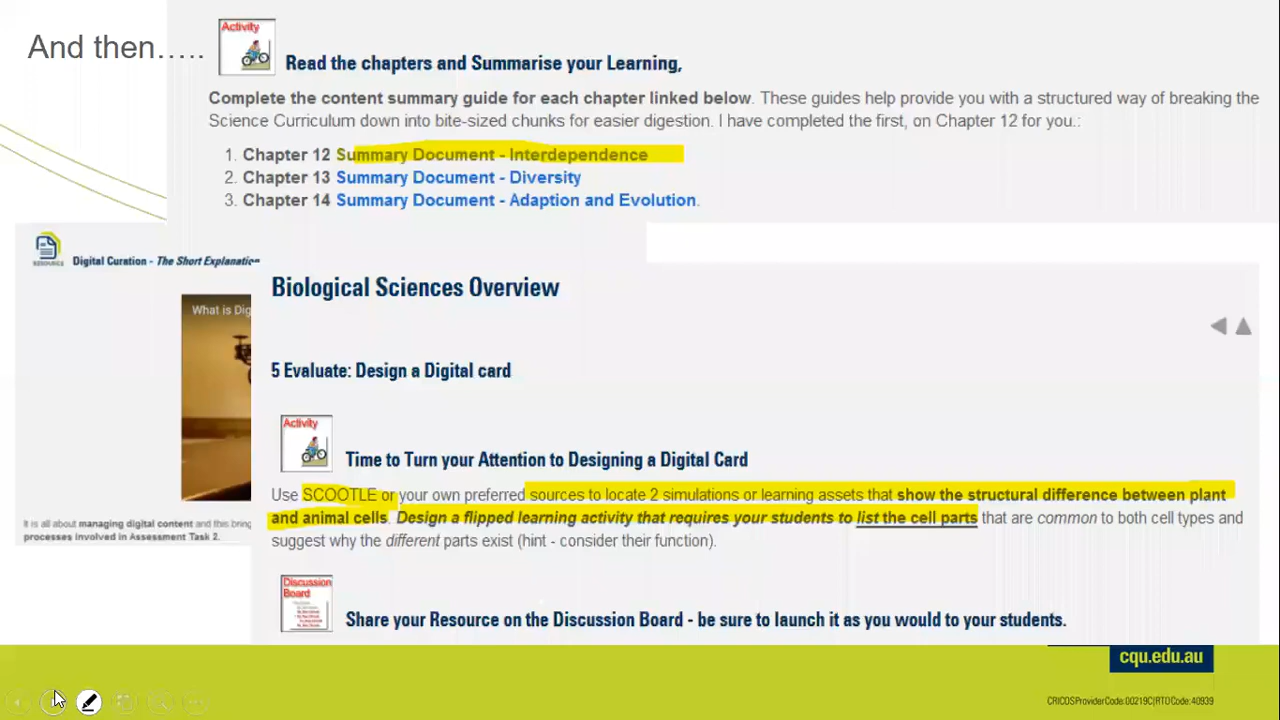 And then…..
Activity
Read the chapters and Summarise your Learning,
Complete the content summary guide for each chapter linked below. These guides help provide you with a structured way of breaking the
Science Curriculum down into bite-sized chunks for easier digestion. I have completed the first, on Chapter 12 for you.:
1. Chapter 12 Summary Document - Interdependence
2. Chapter 13 Summary Document - Diversity
3. Chapter 14 Summary Document - Adaption and Evolution.
Digital Curation - The Short Explanation
What is Dig
It is all about managing digital content and this bring
processes involved in Assessment Task 2.
Biological Sciences Overview
5 Evaluate: Design a Digital card
Activity
Time to Turn your Attention to Designing a Digital Card
Use SCOOTLE or your own preferred sources to locate 2 simulations or learning assets that show the structural difference between plant
and animal cells. Design a flipped learning activity that requires your students to list the cell parts that are common to both cell types and
suggest why the different parts exist (hint - consider their function).
Discussion
Board
Share your Resource on the Discussion Board - be sure to launch it as you would to your students.
cqu.edu.au
CRICOS Provider Code: 00219C | RTO Code: 40939